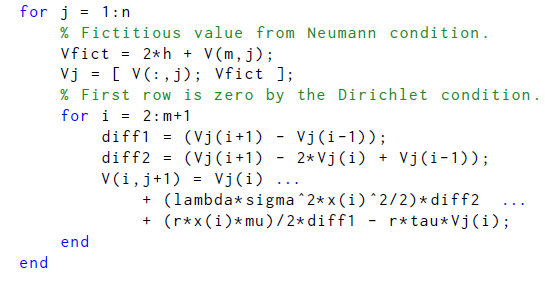 for j = 1:n
% Fictitious value from Neumann condition.
Vfict = 2*h + V(m,j);
Vj = [ V(:,j); Vfict ];
% First row is zero by the Dirichlet condition.
for i = 2:m+1
diff1 = (Vj(i+1) - Vj(i-1));
diff2 = (Vj(i+1) - 2*Vj(i) + Vj(i-1));
V(i,j+1) = Vj(i) ...
+ (lambda*sigma^2*x(i)^2/2)*diff2 ...
+ (r*x(i)*mu)/2*diff1 - r*tau*Vj(i);
end
end